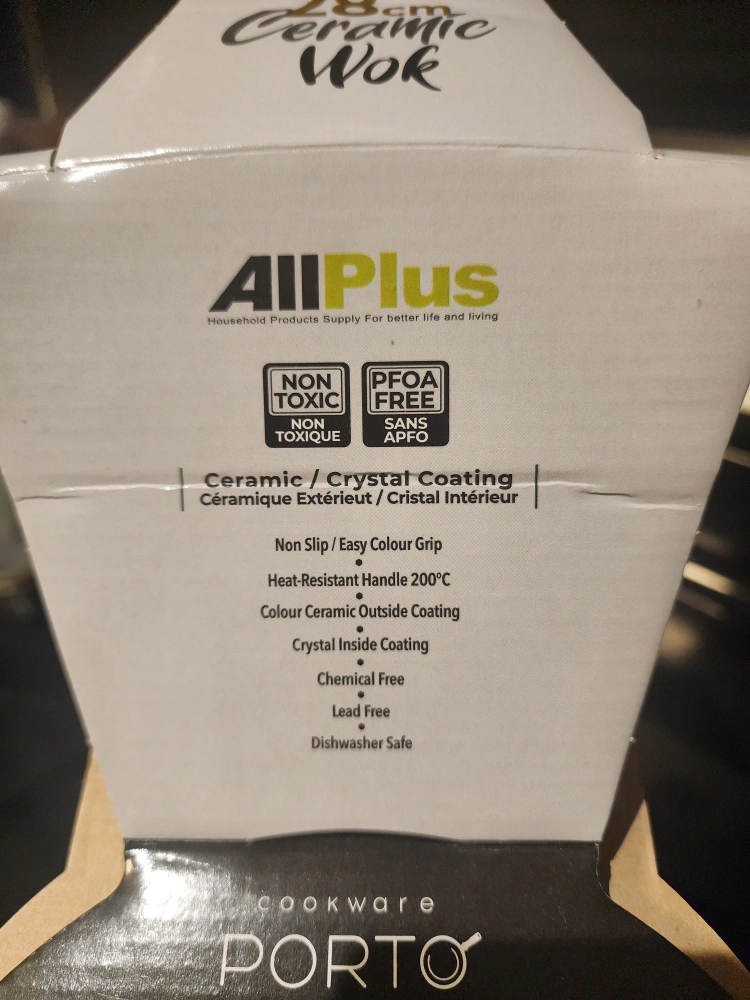 28cm
Ceramic
Wok
AllPlus
Household Products Supply For better life and living
NON
TOXIC
NON
TOXIQUE
PFOA
FREE
SANS
APFO
Ceramic / Crystal Coating
Céramique Extérieut / Cristal Intérieur
Non Slip / Easy Colour Grip
Heat-Resistant Handle 200°C
Colour Ceramic Outside Coating
Crystal Inside Coating
Chemical Free
Lead Free
Dishwasher Safe
cookware
PORTO